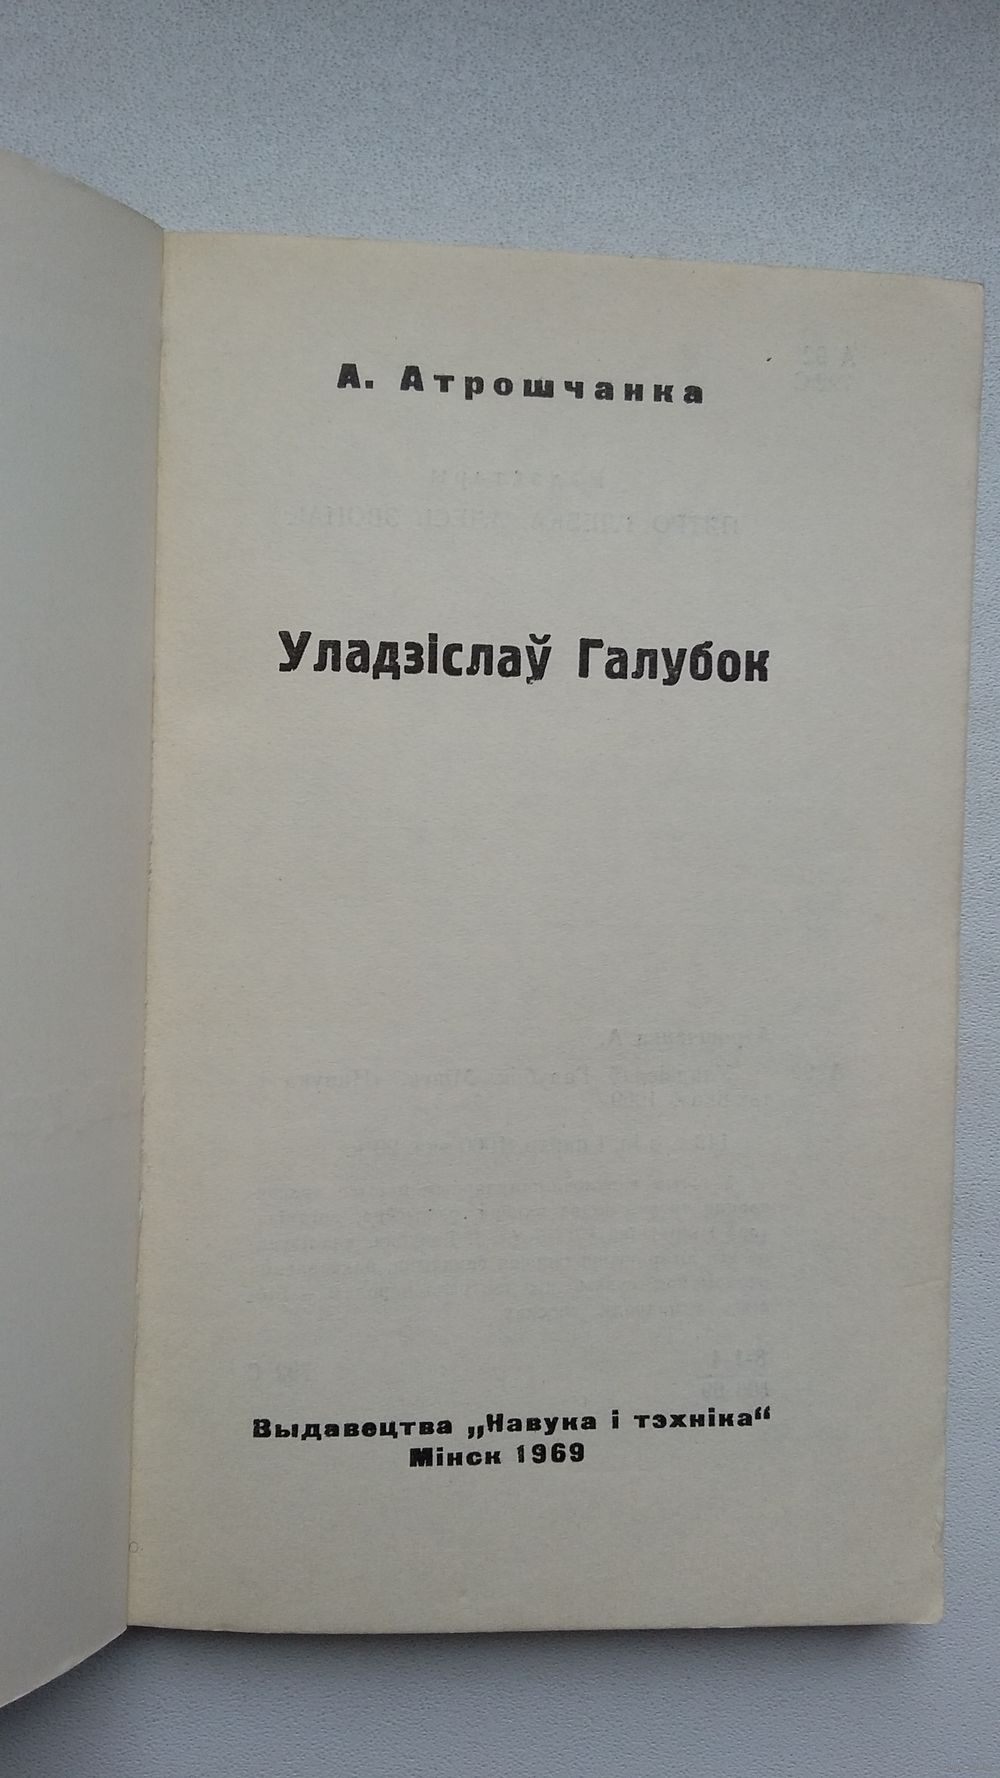 А. Атрошчанка
Уладзіслаў Галубок
Выдавецтва „Навука і тэхніка“
Мінск 1969